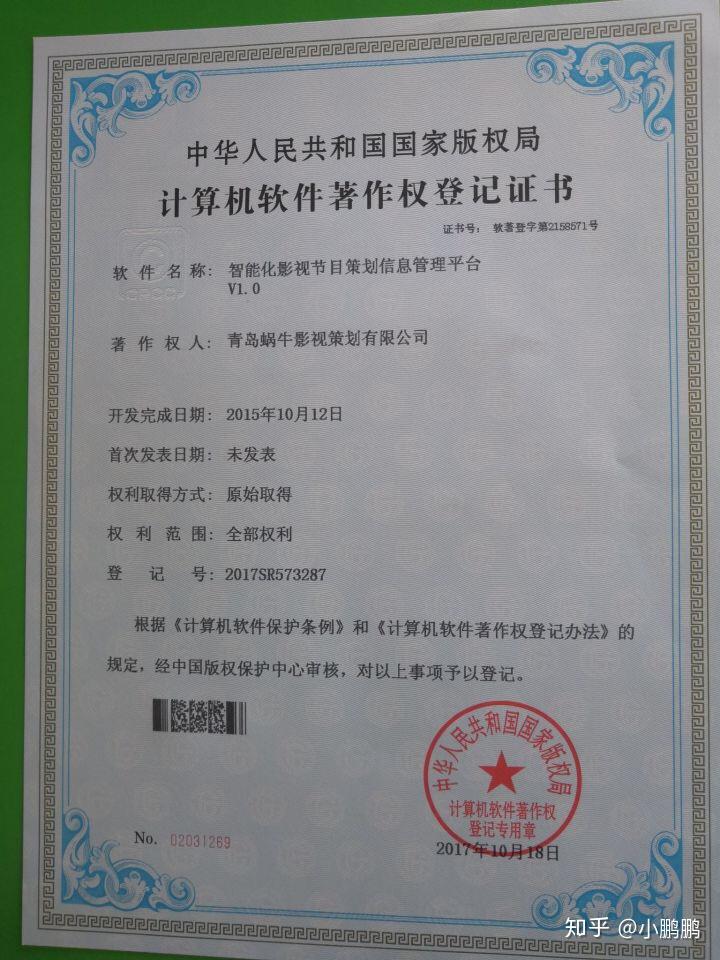 中华人民共和国国家版权局
计算机软件著作权登记证书
证书号： 软著登字第2158571号
软件名称： 智能化影视节目策划信息管理平台
V1.0
著作权人： 青岛蜗牛影视策划有限公司
开发完成日期： 2015年10月12日
首次发表日期： 未发表
权利取得方式： 原始取得
权利范围： 全部权利
登记号： 2017SR573287
根据《计算机软件保护条例》和《计算机软件著作权登记办法》的
规定，经中国版权保护中心审核，对以上事项予以登记。
中华人民共和国国家版权局
计算机软件著作权
登记专用章
No. 02031269
2017年10月18日
知乎 @小鹏鹏
CPCC